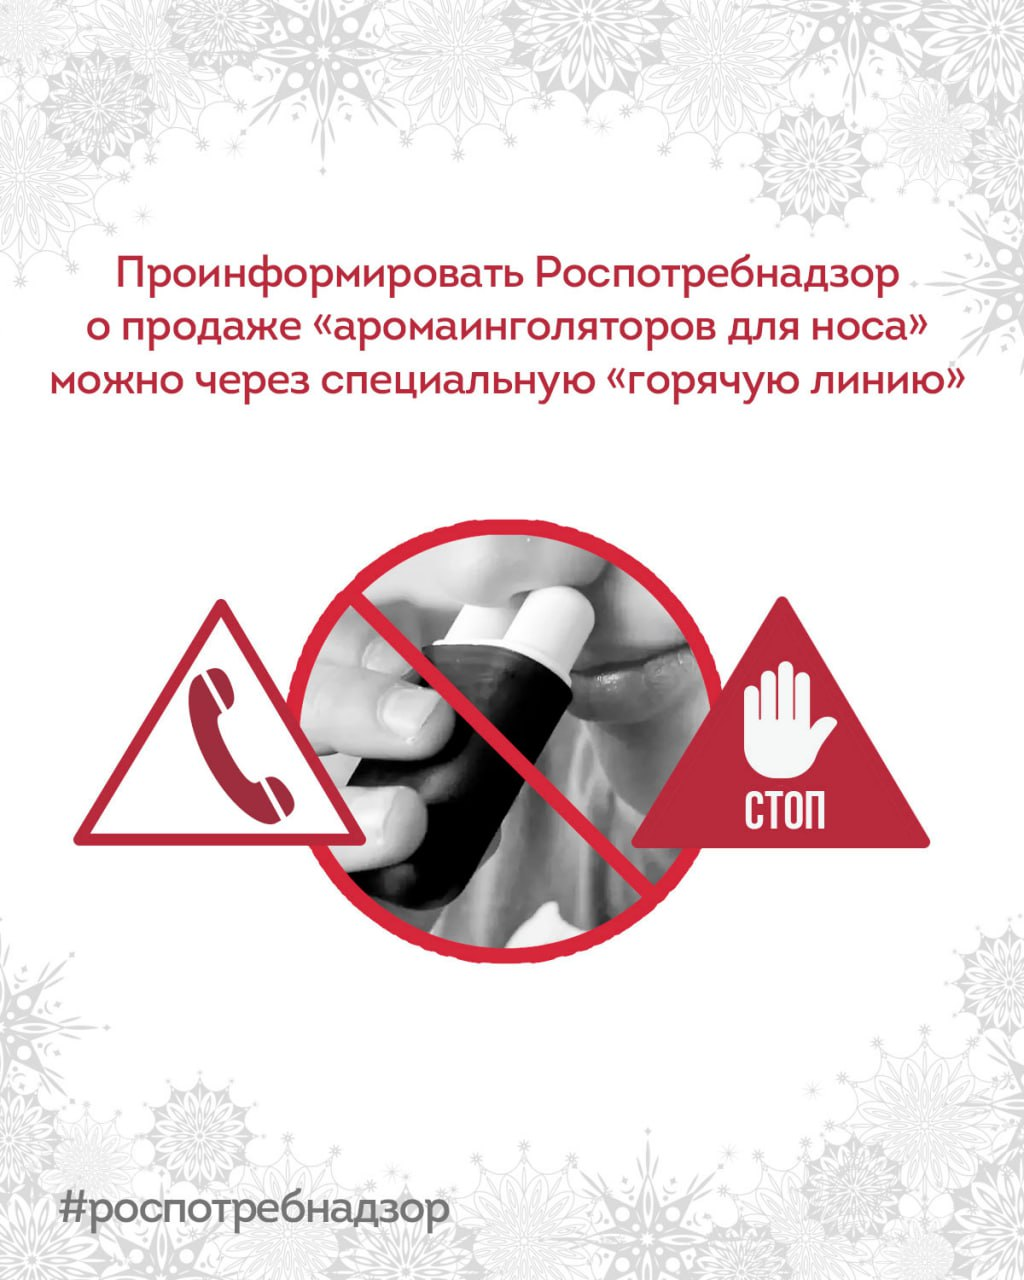 Проинформировать Роспотребнадзор
о продаже «аромаинголяторов для носа»
можно через специальную «горячую линию»
СТОП
#роспотребнадзор